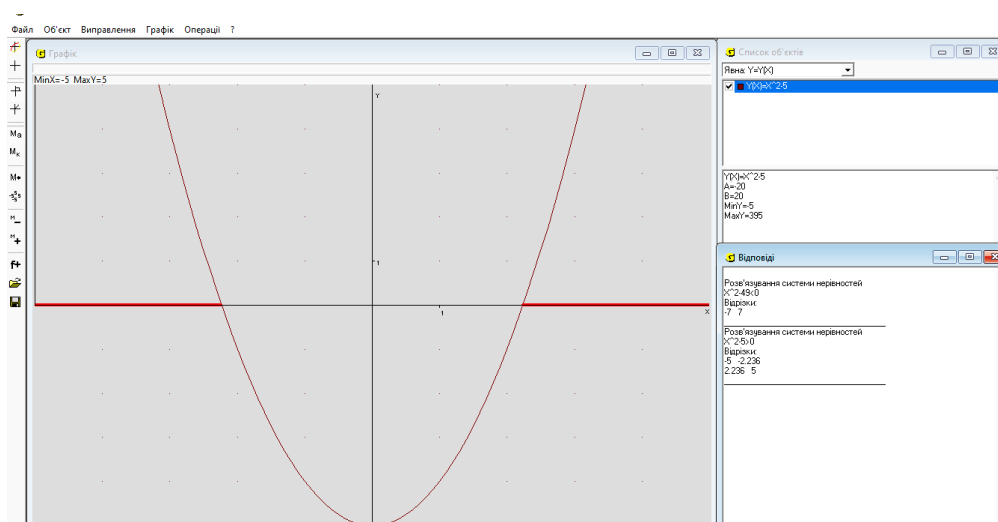 Файл Об'єкт Виправлення Графік Операції ?
Графік
MinX=-5 MaxY=5
Y
1
1
X
Ma
Mк
M•
M
M
f+
Список об'єктів
Явна: Y=Y(X)
Y(X)=X^2-5
Y(X)=X^2-5
A=-20
B=20
MinY=-5
MaxY=395
Відповіді
Розв'язування системи нерівностей
X^2-49<0
Відрізки:
-7 7
Розв'язування системи нерівностей
X^2-5>0
Відрізки:
-5 -2.236
2.236 5